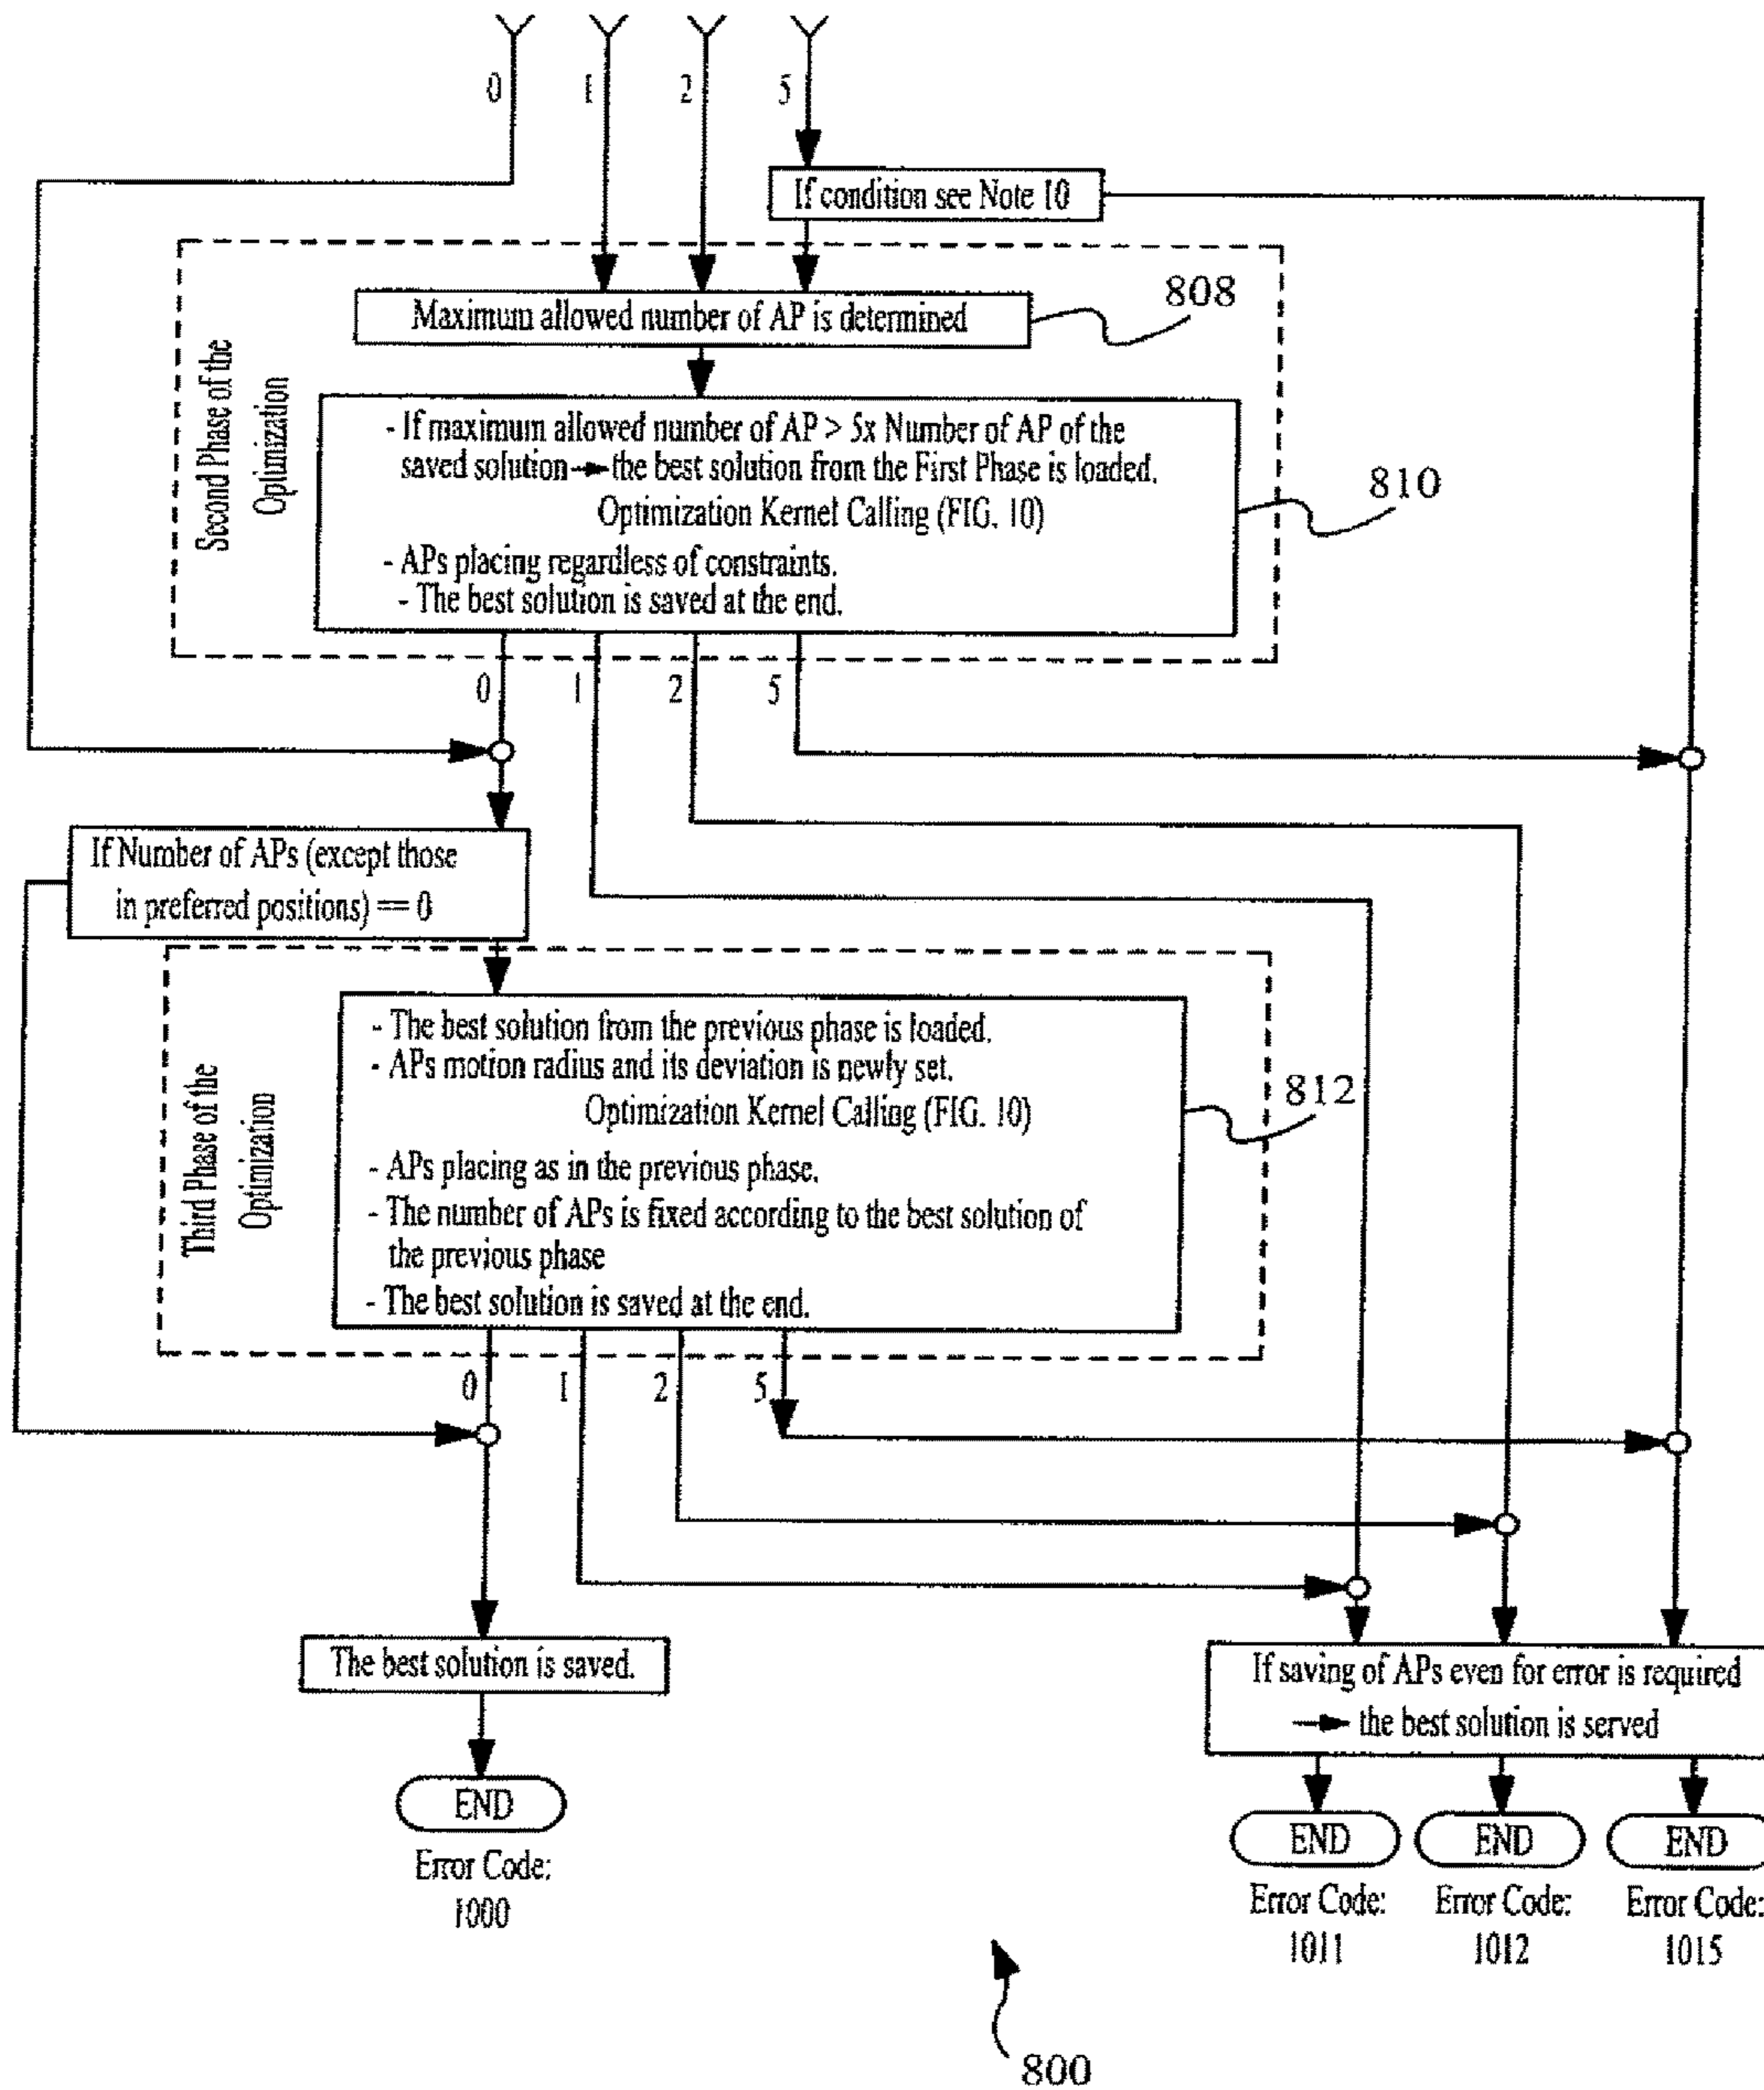 0 1 2 5
If condition see Note 10
808
Maximum allowed number of AP is determined
Second Phase of the
Optimization
- If maximum allowed number of AP > 5x Number of AP of the
saved solution → the best solution from the First Phase is loaded.
Optimization Kernel Calling (FIG. 10)
- APs placing regardless of constraints.
- The best solution is saved at the end.
810
0 1 2 5
If Number of APs (except those
in preferred positions) == 0
Third Phase of the
Optimization
- The best solution from the previous phase is loaded.
- APs motion radius and its deviation is newly set.
Optimization Kernel Calling (FIG. 10)
- APs placing as in the previous phase.
- The number of APs is fixed according to the best solution of
the previous phase
- The best solution is saved at the end.
812
0 1 2 5
The best solution is saved.
END
Error Code:
1000
If saving of APs even for error is required
→ the best solution is served
END END END
Error Code: Error Code: Error Code:
1011 1012 1015
800